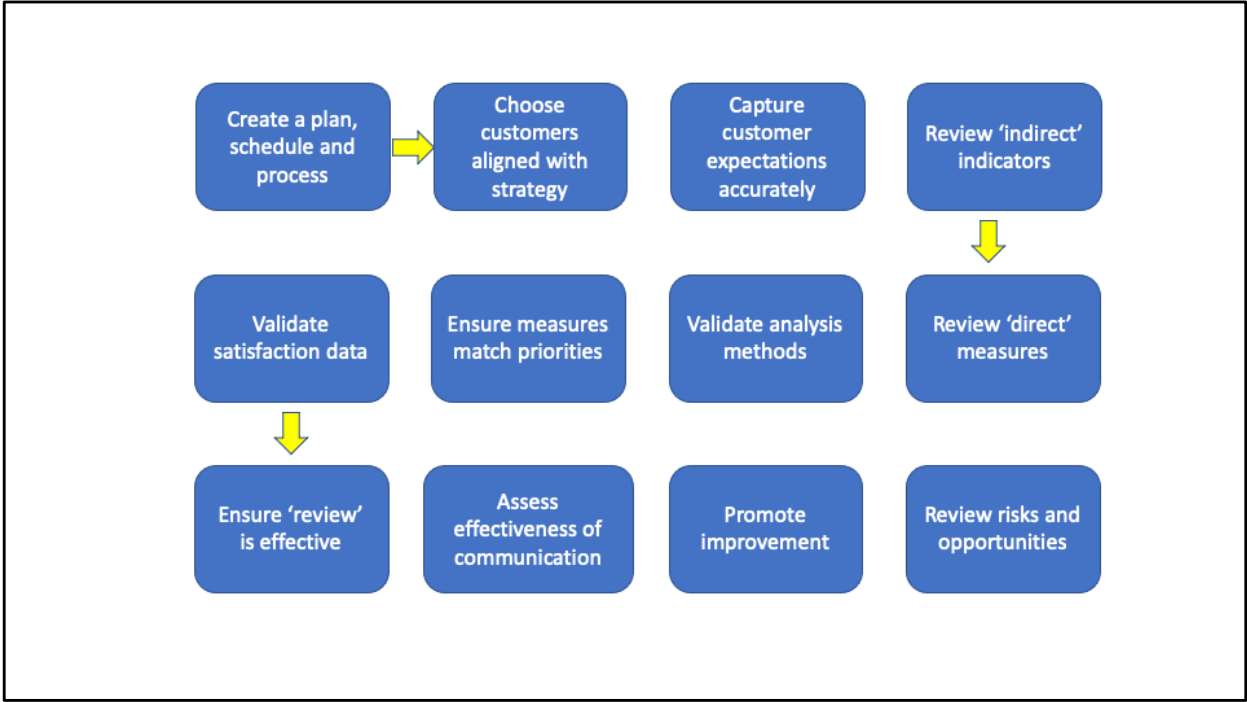 Create a plan,
schedule and
process
Choose
customers
aligned with
strategy
Capture
customer
expectations
accurately
Review ‘indirect’
indicators
Validate
satisfaction data
Ensure measures
match priorities
Validate analysis
methods
Review ‘direct’
measures
Ensure ‘review’
is effective
Assess
effectiveness of
communication
Promote
improvement
Review risks and
opportunities